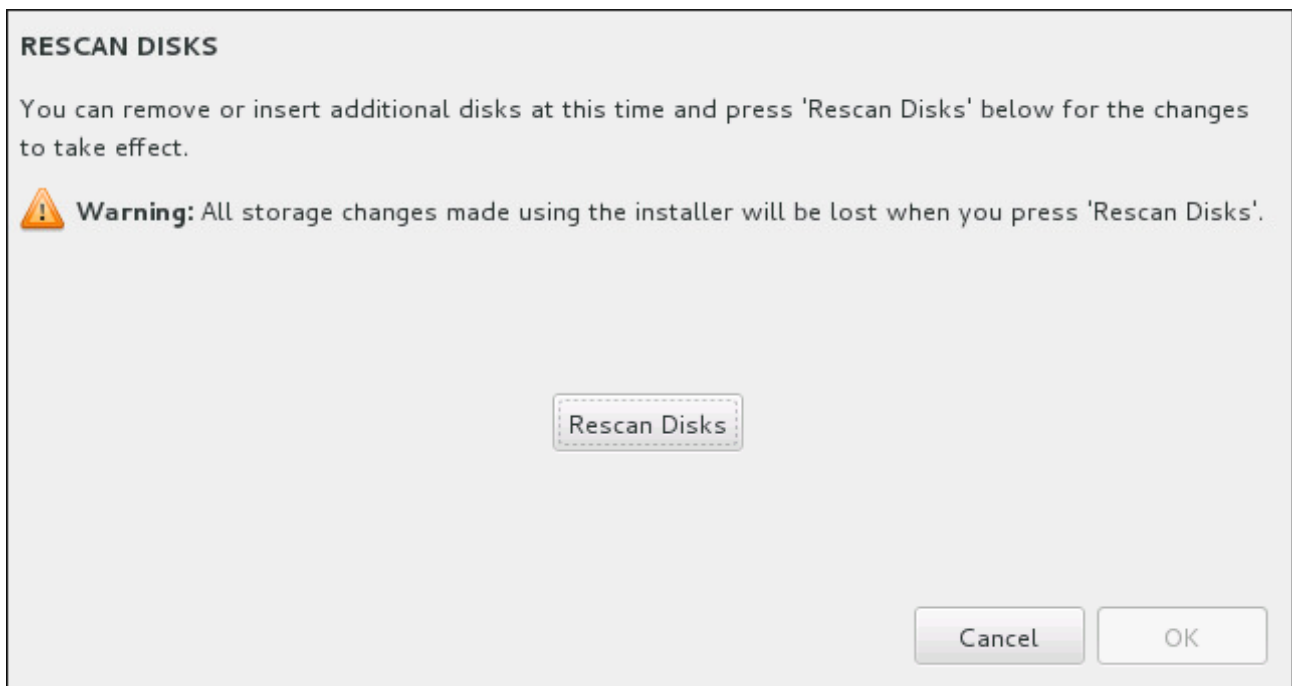 RESCAN DISKS
You can remove or insert additional disks at this time and press 'Rescan Disks' below for the changes
to take effect.
Warning: All storage changes made using the installer will be lost when you press 'Rescan Disks'.
Rescan Disks
Cancel
OK